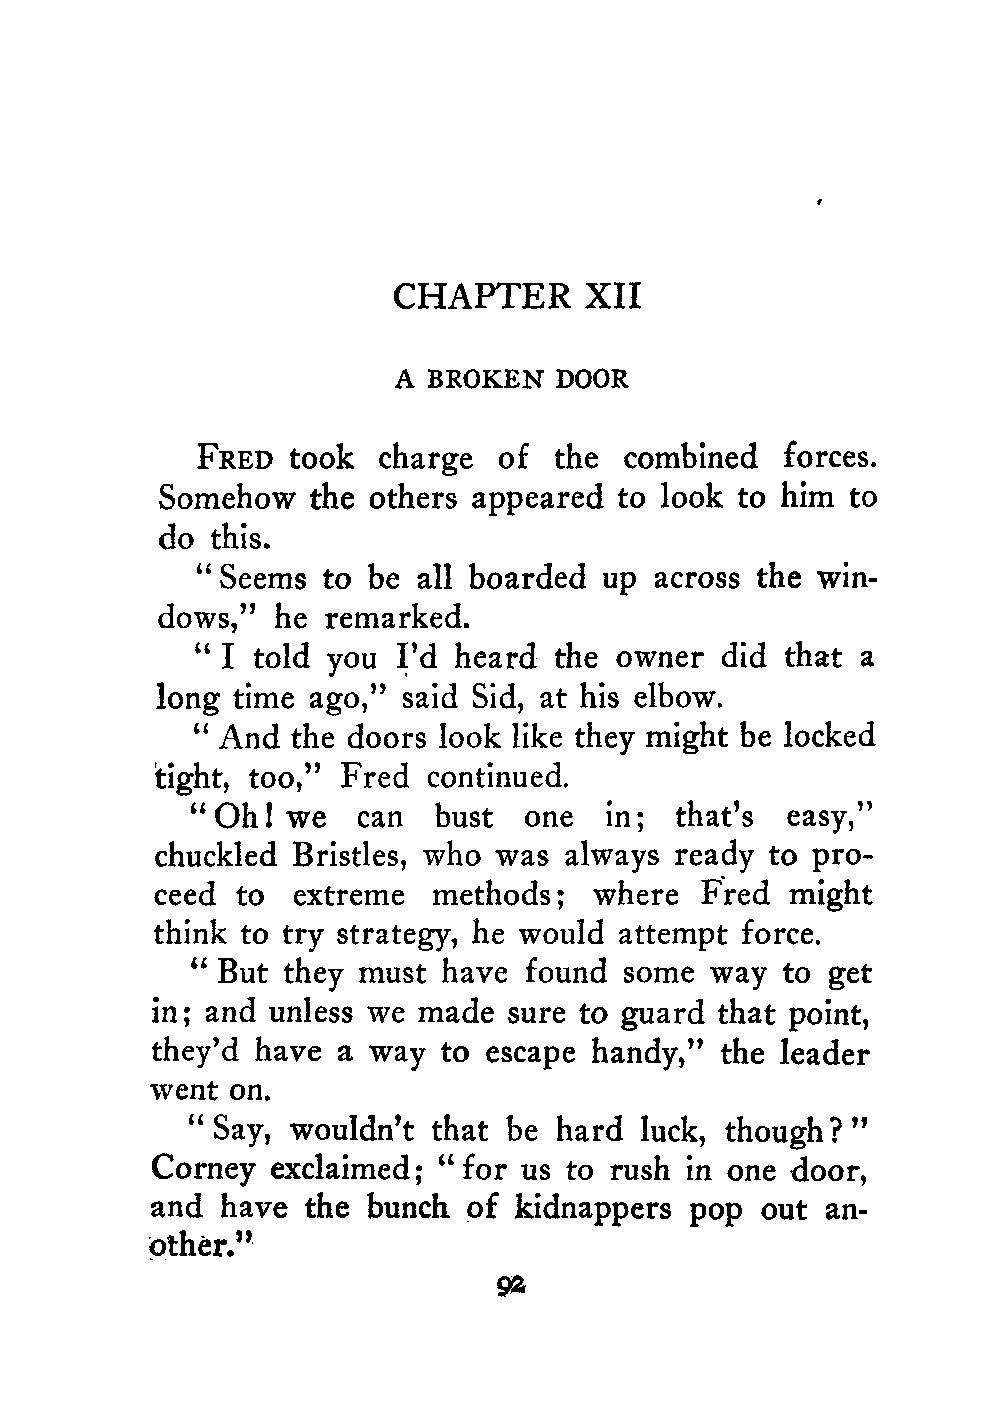 CHAPTER XII
A BROKEN DOOR
FRED took charge of the combined forces.
Somehow the others appeared to look to him to
do this.
“Seems to be all boarded up across the win-
dows,” he remarked.
“I told you I’d heard the owner did that a
long time ago,” said Sid, at his elbow.
“And the doors look like they might be locked
tight, too,” Fred continued.
“Oh! we can bust one in; that’s easy,”
chuckled Bristles, who was always ready to pro-
ceed to extreme methods; where Fred might
think to try strategy, he would attempt force.
“But they must have found some way to get
in; and unless we made sure to guard that point,
they’d have a way to escape handy,” the leader
went on.
“Say, wouldn’t that be hard luck, though?”
Corney exclaimed; “for us to rush in one door,
and have the bunch of kidnappers pop out an-
other.”
92